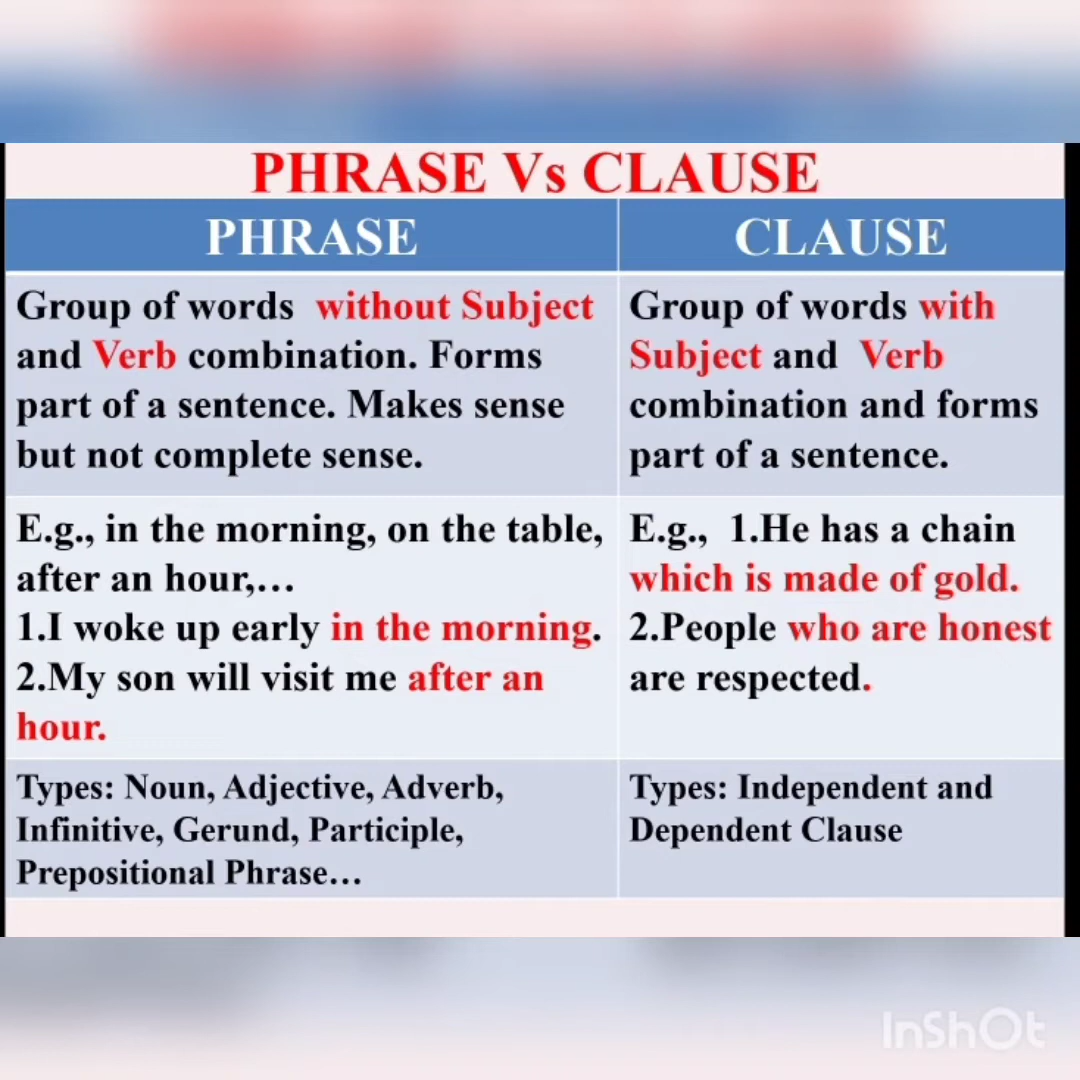 PHRASE Vs CLAUSE
PHRASE
CLAUSE
Group of words without Subject
and Verb combination. Forms
part of a sentence. Makes sense
but not complete sense.
Group of words with
Subject and Verb
combination and forms
part of a sentence.
E.g., in the morning, on the table,
after an hour,...
1.I woke up early in the morning.
2.My son will visit me after an
hour.
E.g., 1.He has a chain
which is made of gold.
2.People who are honest
are respected.
Types: Noun, Adjective, Adverb,
Infinitive, Gerund, Participle,
Prepositional Phrase...
Types: Independent and
Dependent Clause
InShOt